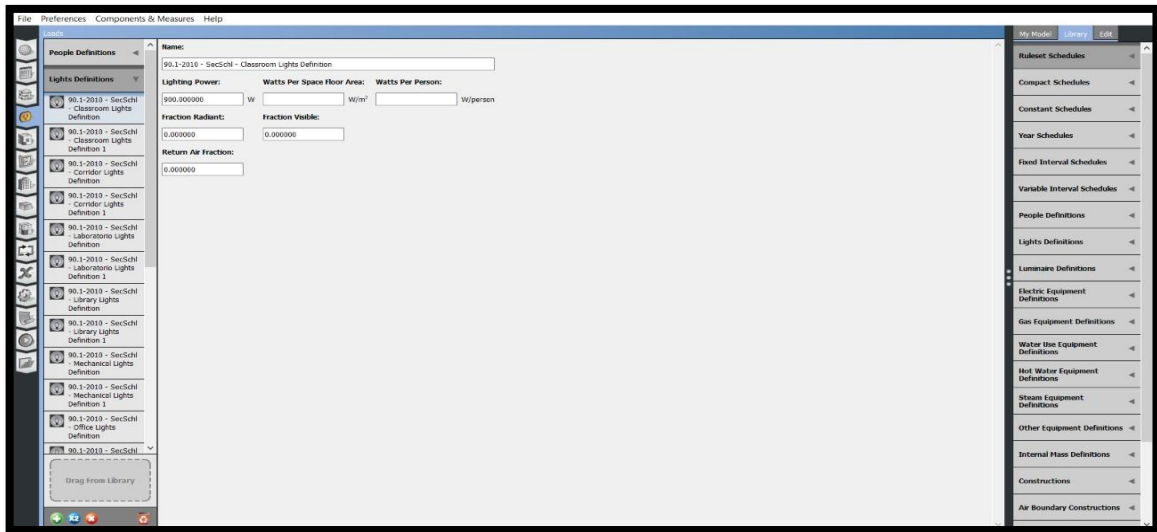 File Preferences Components & Measures Help
Loads
People Definitions
Lights Definitions
90.1-2010 - SecSchl
- Classroom Lights
Definition
90.1-2010 - SecSchl
- Classroom Lights
Definition 1
90.1-2010 - SecSchl
- Corridor Lights
Definition
90.1-2010 - SecSchl
- Corridor Lights
Definition 1
90.1-2010 - SecSchl
- Laboratorio Lights
Definition
90.1-2010 - SecSchl
- Laboratorio Lights
Definition 1
90.1-2010 - SecSchl
- Library Lights
Definition
90.1-2010 - SecSchl
- Library Lights
Definition 1
90.1-2010 - SecSchl
- Mechanical Lights
Definition
90.1-2010 - SecSchl
- Mechanical Lights
Definition 1
90.1-2010 - SecSchl
- Office Lights
Definition
90.1-2010 - SecSchl
Drag From Library
x2
Name:
90.1-2010 - SecSchl - Classroom Lights Definition
Lighting Power: Watts Per Space Floor Area: Watts Per Person:
900.000000 W W/m² W/person
Fraction Radiant: Fraction Visible:
0.000000 0.000000
Return Air Fraction:
0.000000
My Model Library Edit
Ruleset Schedules
Compact Schedules
Constant Schedules
Year Schedules
Fixed Interval Schedules
Variable Interval Schedules
People Definitions
Lights Definitions
Luminaire Definitions
Electric Equipment
Definitions
Gas Equipment Definitions
Water Use Equipment
Definitions
Hot Water Equipment
Definitions
Steam Equipment
Definitions
Other Equipment Definitions
Internal Mass Definitions
Constructions
Air Boundary Constructions